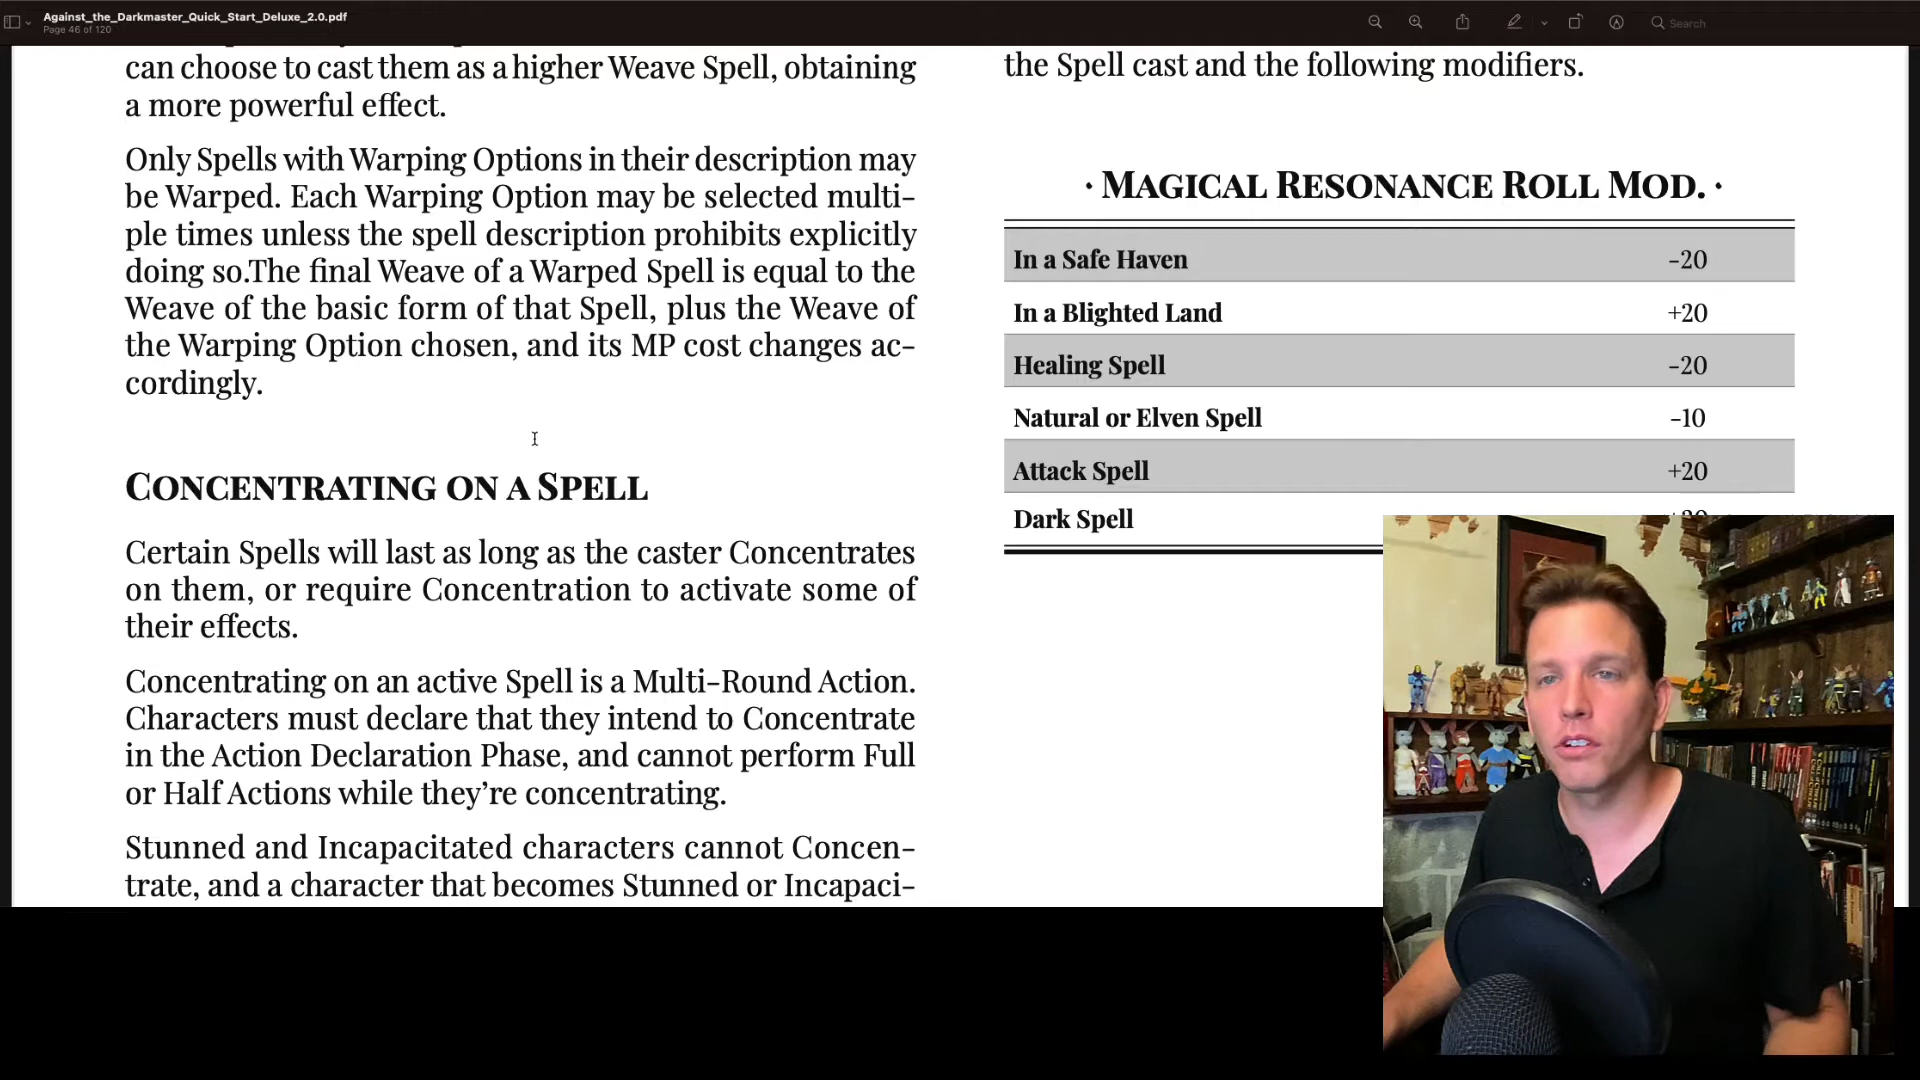 Against_the_Darkmaster_Quick_Start_Deluxe_2.0.pdf
Page 46 of 120
Search
can choose to cast them as a higher Weave Spell, obtaining
a more powerful effect.
Only Spells with Warping Options in their description may
be Warped. Each Warping Option may be selected multi-
ple times unless the spell description prohibits explicitly
doing so.The final Weave of a Warped Spell is equal to the
Weave of the basic form of that Spell, plus the Weave of
the Warping Option chosen, and its MP cost changes ac-
cordingly.
CONCENTRATING ON A SPELL
Certain Spells will last as long as the caster Concentrates
on them, or require Concentration to activate some of
their effects.
Concentrating on an active Spell is a Multi-Round Action.
Characters must declare that they intend to Concentrate
in the Action Declaration Phase, and cannot perform Full
or Half Actions while they're concentrating.
Stunned and Incapacitated characters cannot Concen-
trate, and a character that becomes Stunned or Incapaci-
the Spell cast and the following modifiers.
· MAGICAL RESONANCE ROLL MOD. ·
In a Safe Haven -20
In a Blighted Land +20
Healing Spell -20
Natural or Elven Spell -10
Attack Spell +20
Dark Spell